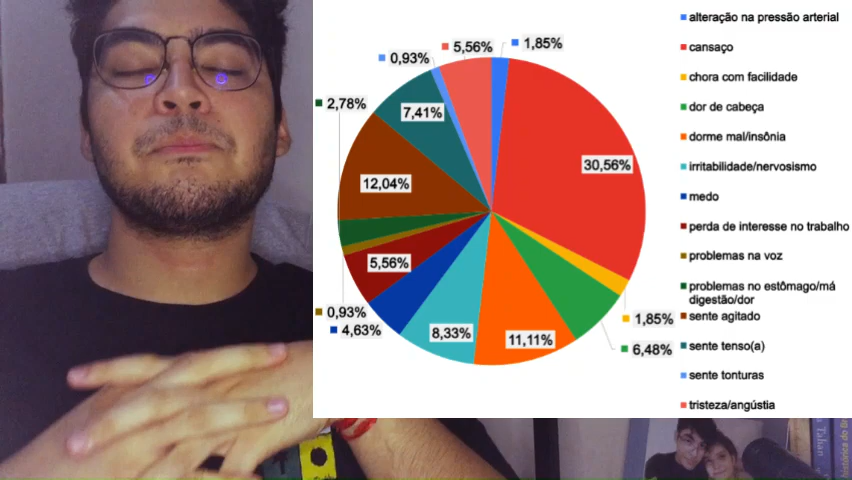 5,56%
1,85%
0,93%
2,78%
7,41%
30,56%
12,04%
5,56%
0,93%
4,63%
8,33%
11,11%
1,85%
6,48%
alteração na pressão arterial
cansaço
chora com facilidade
dor de cabeça
dorme mal/insônia
irritabilidade/nervosismo
medo
perda de interesse no trabalho
problemas na voz
problemas no estômago/má
digestão/dor
sente agitado
sente tenso(a)
sente tonturas
tristeza/angústia
Tahan